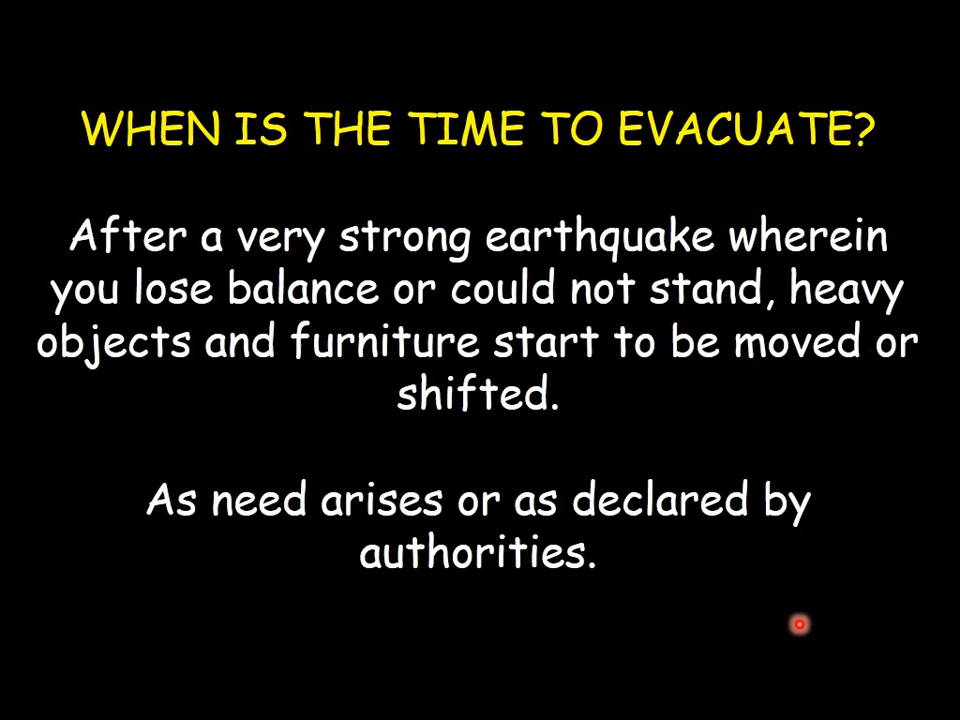 WHEN IS THE TIME TO EVACUATE?
After a very strong earthquake wherein
you lose balance or could not stand, heavy
objects and furniture start to be moved or
shifted.
As need arises or as declared by
authorities.